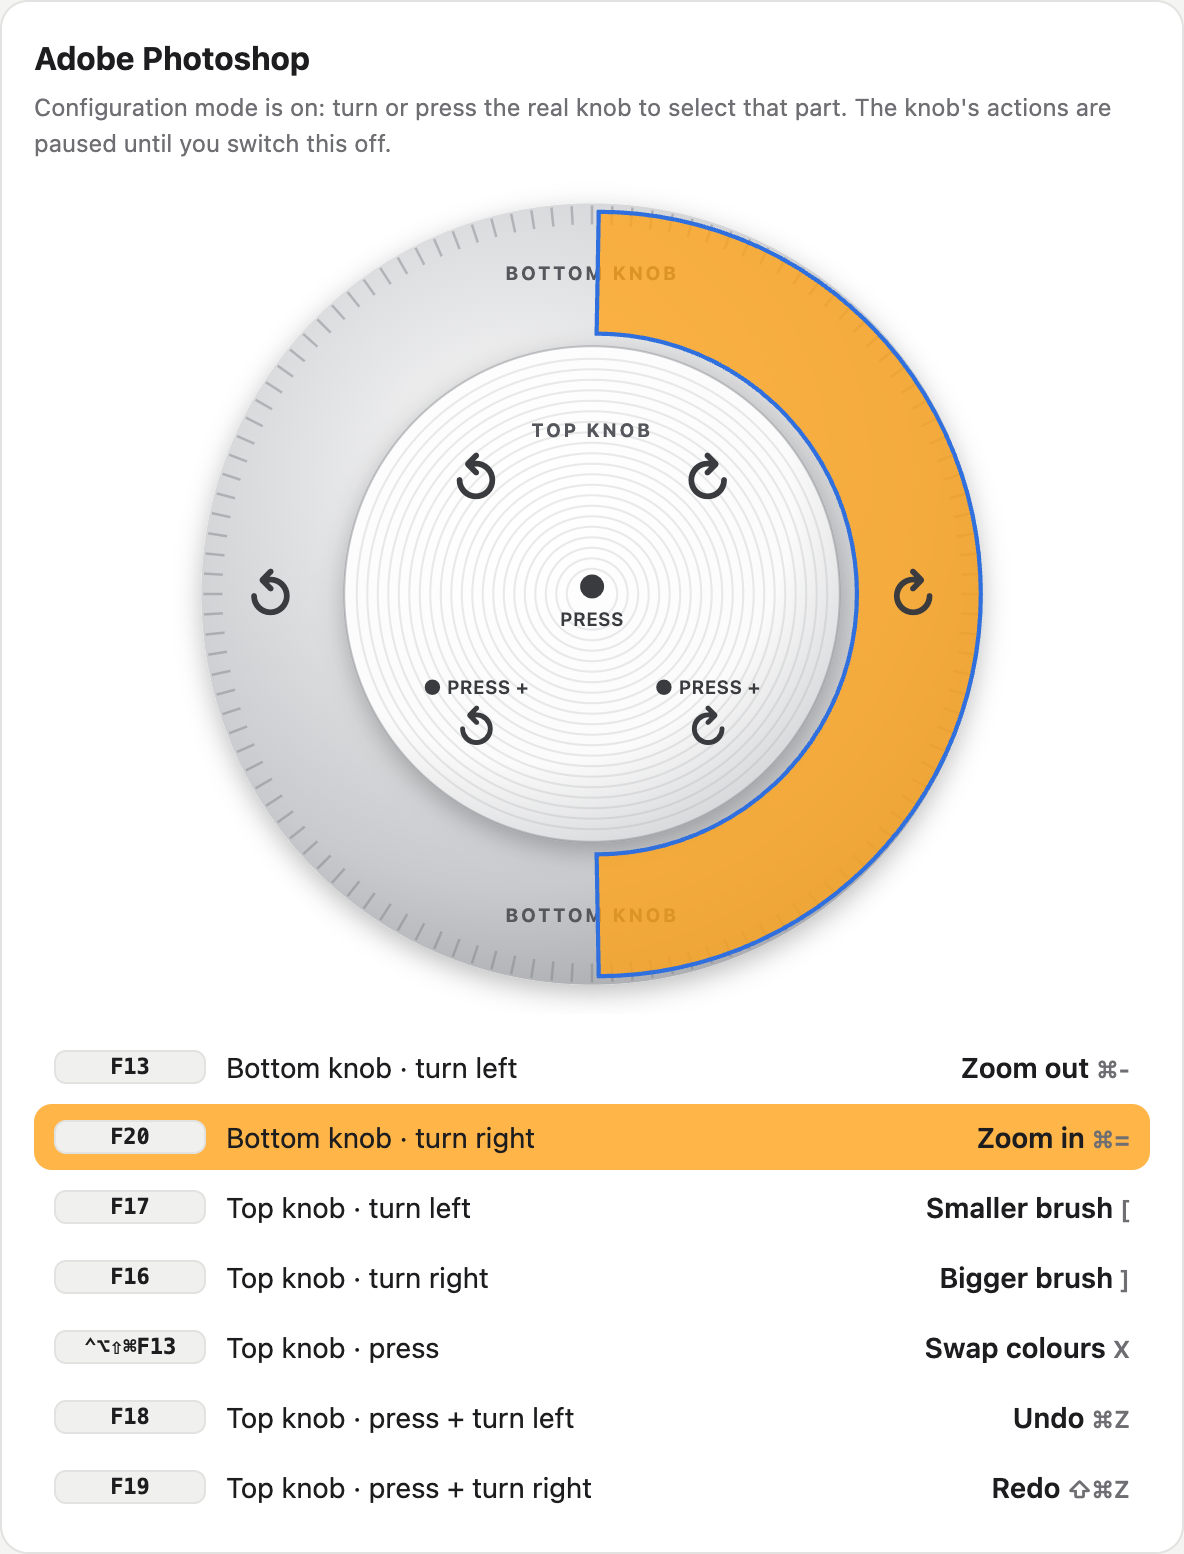 Adobe Photoshop
Configuration mode is on: turn or press the real knob to select that part. The knob's actions are
paused until you switch this off.
BOTTOM KNOB
TOP KNOB
PRESS
PRESS +
PRESS +
BOTTOM KNOB
F13 Bottom knob · turn left Zoom out ⌘-
F20 Bottom knob · turn right Zoom in ⌘=
F17 Top knob · turn left Smaller brush [
F16 Top knob · turn right Bigger brush ]
^⌥⇧⌘F13 Top knob · press Swap colours X
F18 Top knob · press + turn left Undo ⌘Z
F19 Top knob · press + turn right Redo ⇧⌘Z